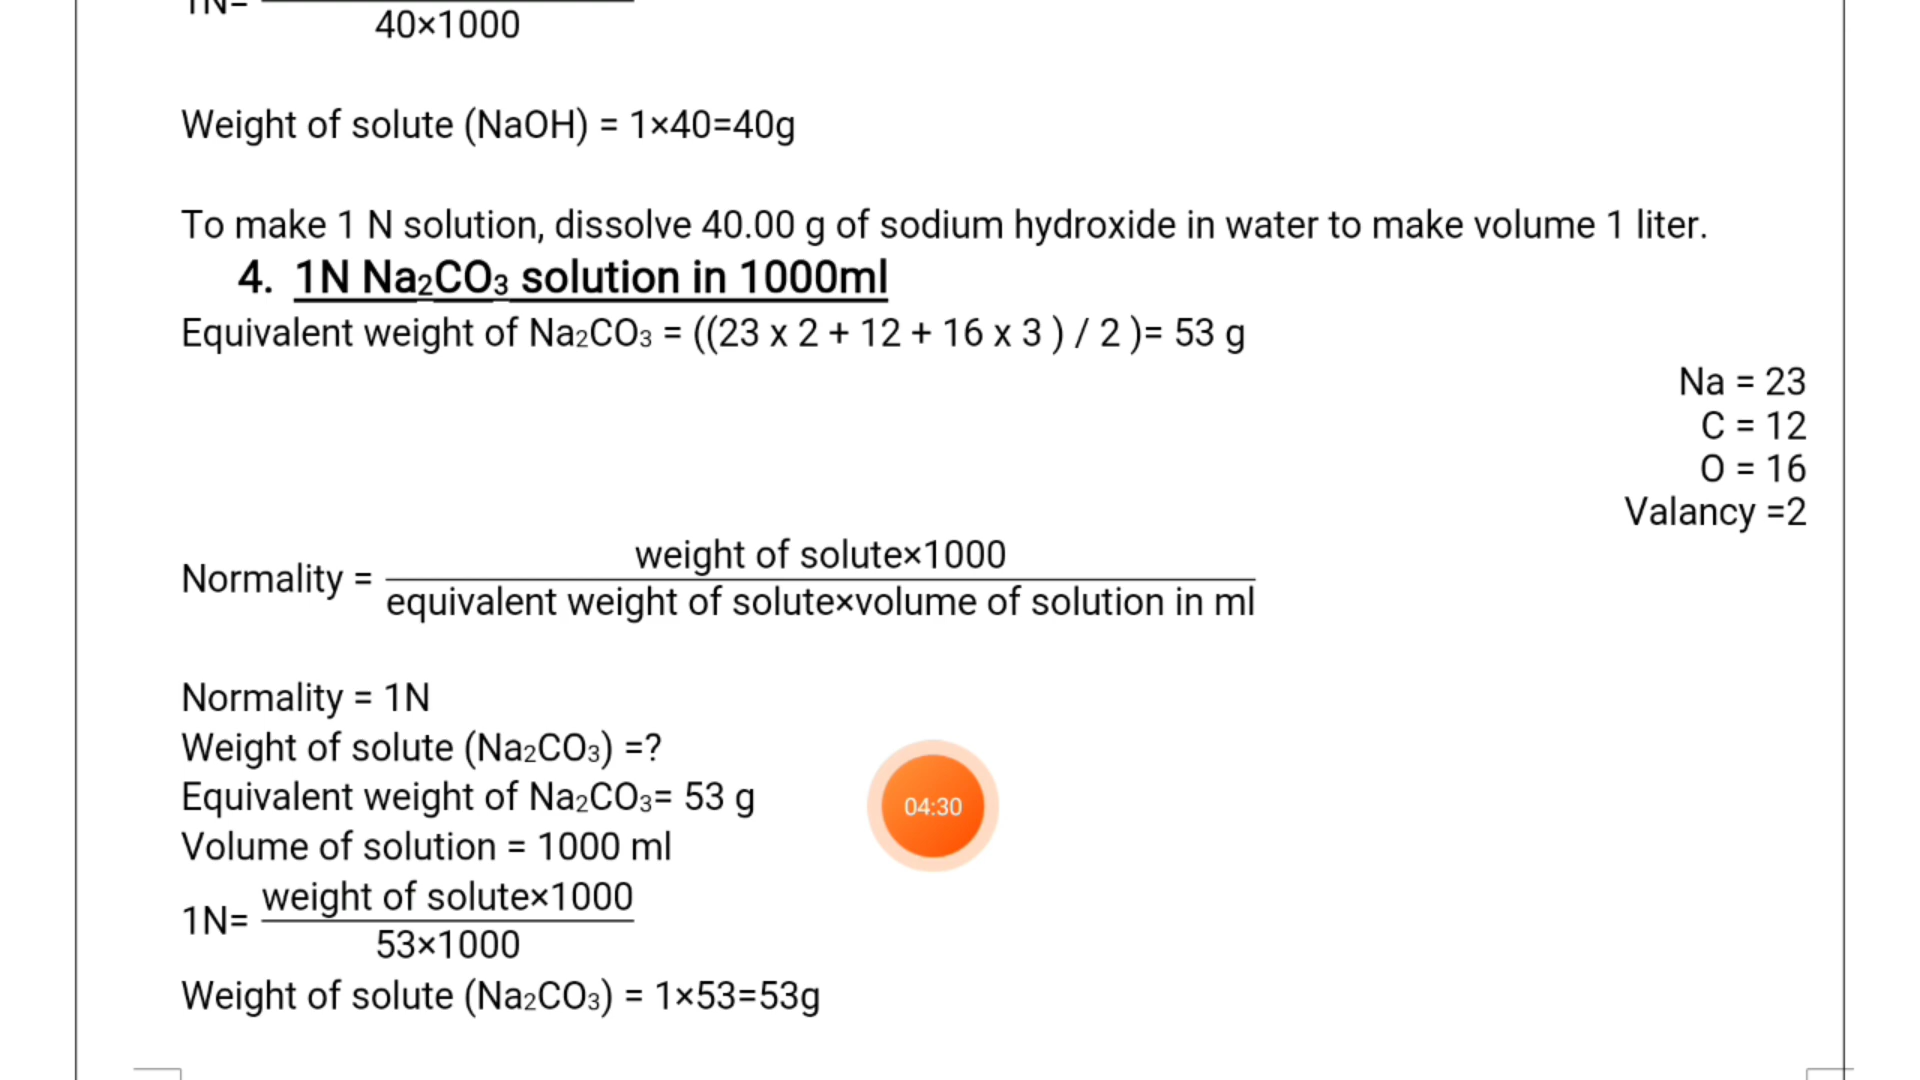 1N=
40×1000
Weight of solute (NaOH) = 1×40=40g
To make 1 N solution, dissolve 40.00 g of sodium hydroxide in water to make volume 1 liter.
4. 1N Na₂CO₃ solution in 1000ml
Equivalent weight of Na₂CO₃ = ((23 x 2 + 12 + 16 x 3 ) / 2 )= 53 g
Na = 23
C = 12
O = 16
Valancy =2
weight of solute×1000
Normality =
equivalent weight of solute×volume of solution in ml
Normality = 1N
Weight of solute (Na₂CO₃) =?
Equivalent weight of Na₂CO₃= 53 g
04:30
Volume of solution = 1000 ml
weight of solute×1000
1N=
53×1000
Weight of solute (Na₂CO₃) = 1×53=53g